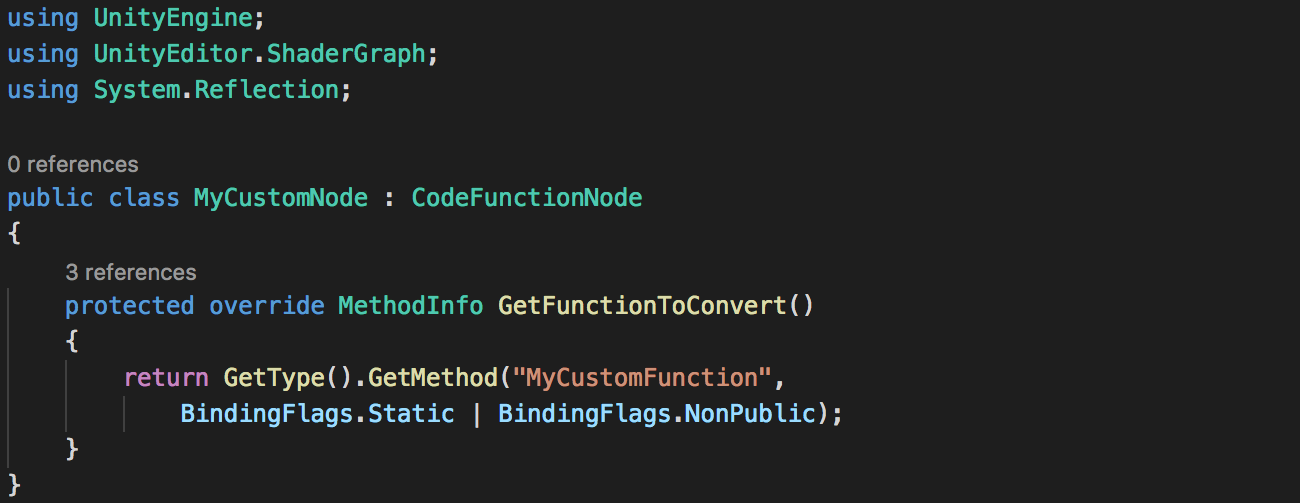 using UnityEngine;
using UnityEditor.ShaderGraph;
using System.Reflection;
0 references
public class MyCustomNode : CodeFunctionNode
{
3 references
protected override MethodInfo GetFunctionToConvert()
{
return GetType().GetMethod("MyCustomFunction",
BindingFlags.Static | BindingFlags.NonPublic);
}
}